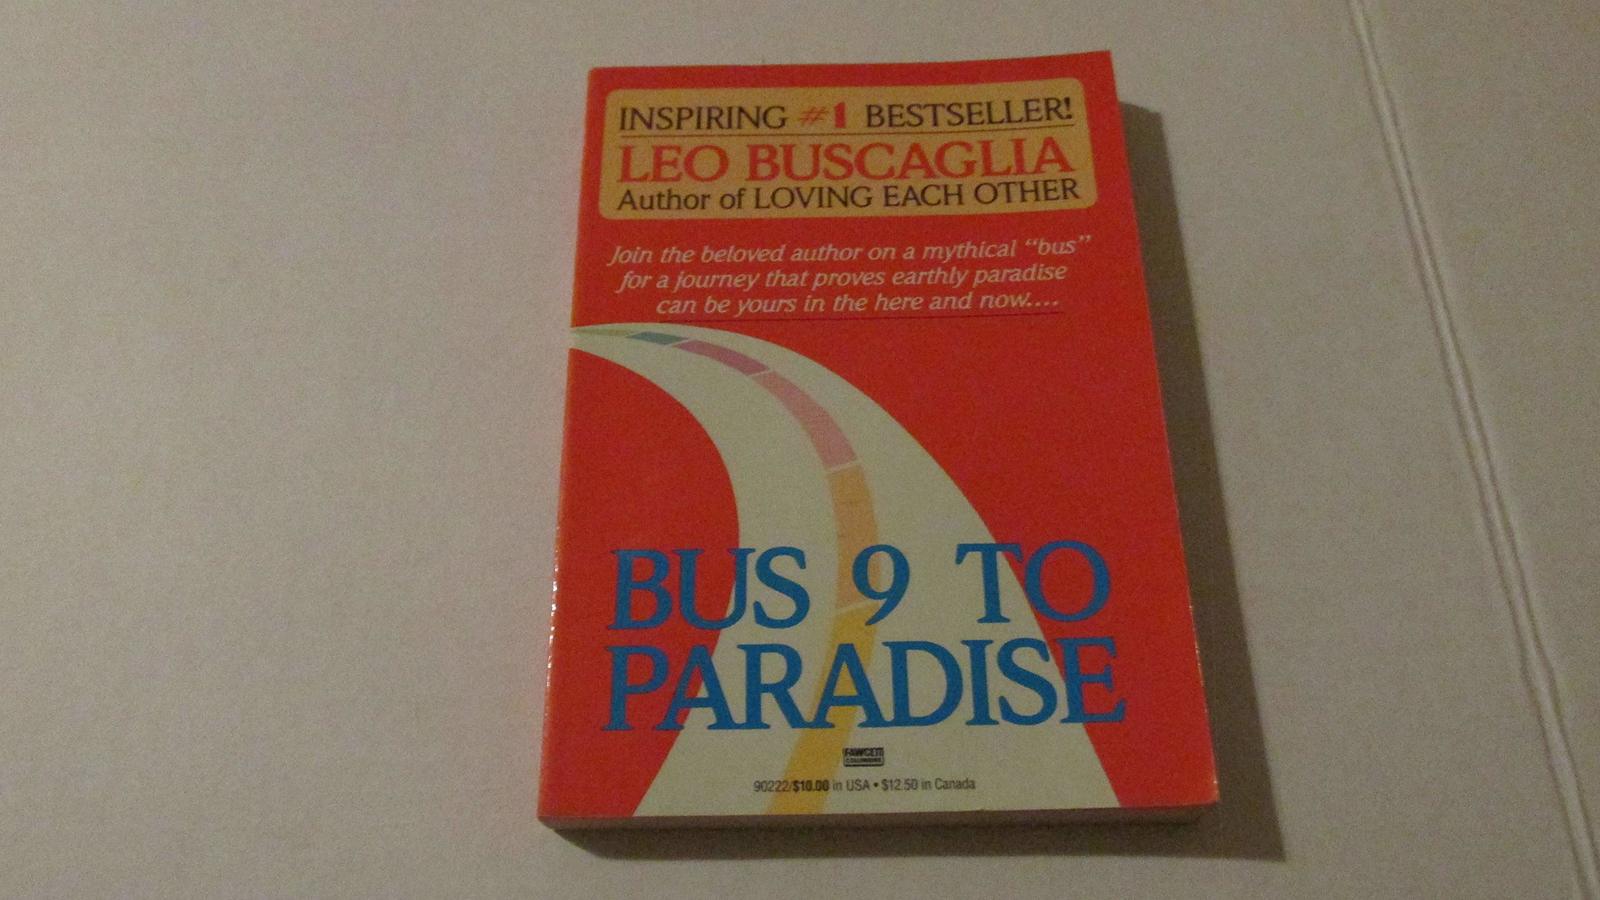 INSPIRING #1 BESTSELLER!
LEO BUSCAGLIA
Author of LOVING EACH OTHER
Join the beloved author on a mythical “bus”
for a journey that proves earthly paradise
can be yours in the here and now....
BUS 9 TO
PARADISE
FAWCETT
COLUMBINE
90222/$10.00 in USA • $12.50 in Canada